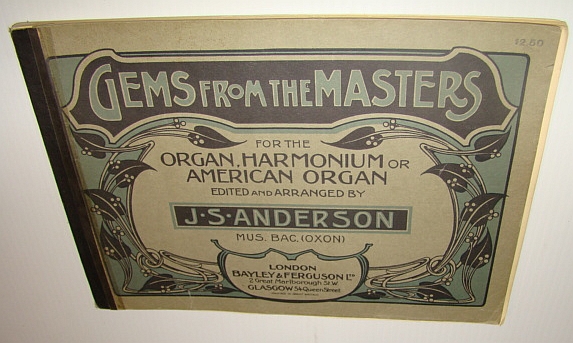 12.50
GEMS FROM THE MASTERS
FOR THE
ORGAN, HARMONIUM OR
AMERICAN ORGAN
EDITED AND ARRANGED BY
J·S·ANDERSON
MUS. BAC. (OXON)
LONDON
BAYLEY & FERGUSON LTD
2 Great Marlborough St. W
GLASGOW 54 Queen Street